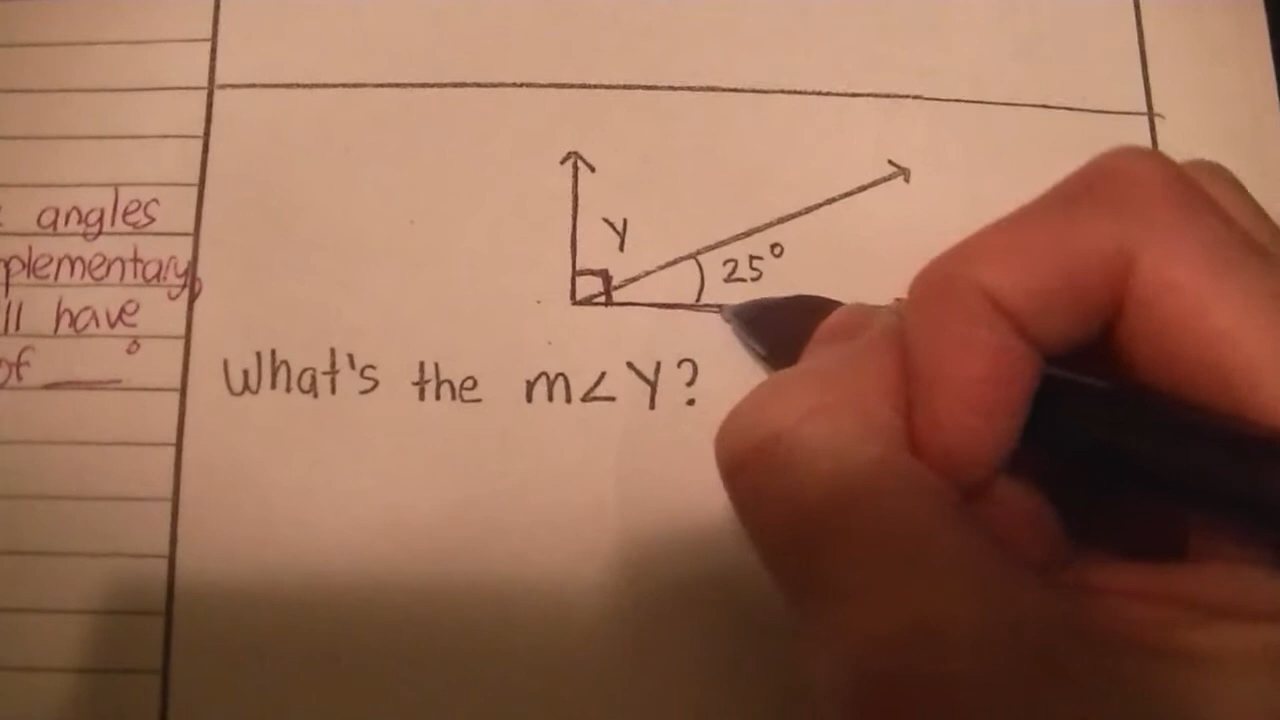 angles
plementary,
ll have
of ___°
Y
25°
What's the m∠Y?